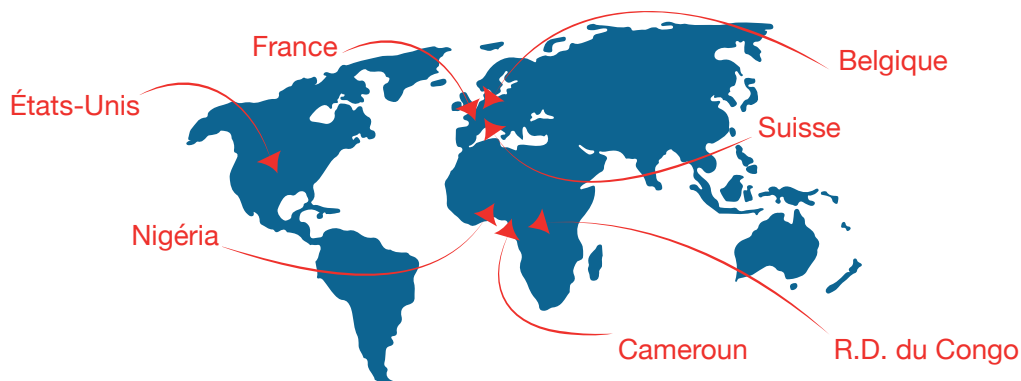 France
Belgique
États-Unis
Suisse
Nigéria
Cameroun
R.D. du Congo